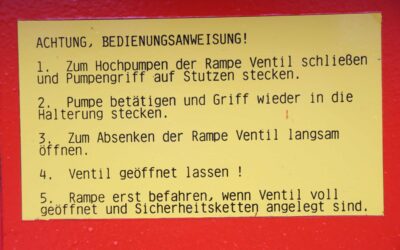 ACHTUNG, BEDIENUNGSANWEISUNG!
1. Zum Hochpumpen der Rampe Ventil schließen
und Pumpengriff auf Stutzen stecken.
2. Pumpe betätigen und Griff wieder in die
Halterung stecken.
3. Zum Absenken der Rampe Ventil langsam
öffnen.
4. Ventil geöffnet lassen !
5. Rampe erst befahren, wenn Ventil voll
geöffnet und Sicherheitsketten angelegt sind.